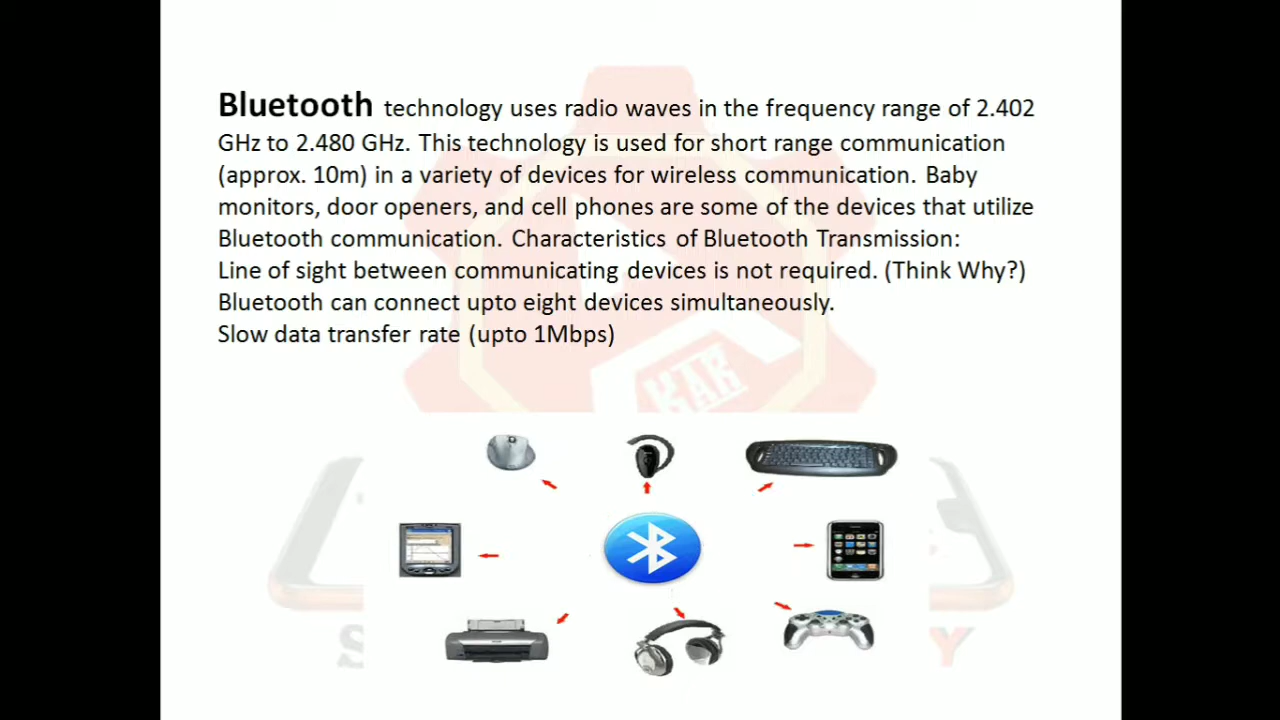 Bluetooth technology uses radio waves in the frequency range of 2.402
GHz to 2.480 GHz. This technology is used for short range communication
(approx. 10m) in a variety of devices for wireless communication. Baby
monitors, door openers, and cell phones are some of the devices that utilize
Bluetooth communication. Characteristics of Bluetooth Transmission:
Line of sight between communicating devices is not required. (Think Why?)
Bluetooth can connect upto eight devices simultaneously.
Slow data transfer rate (upto 1Mbps)
KAR
S
Y